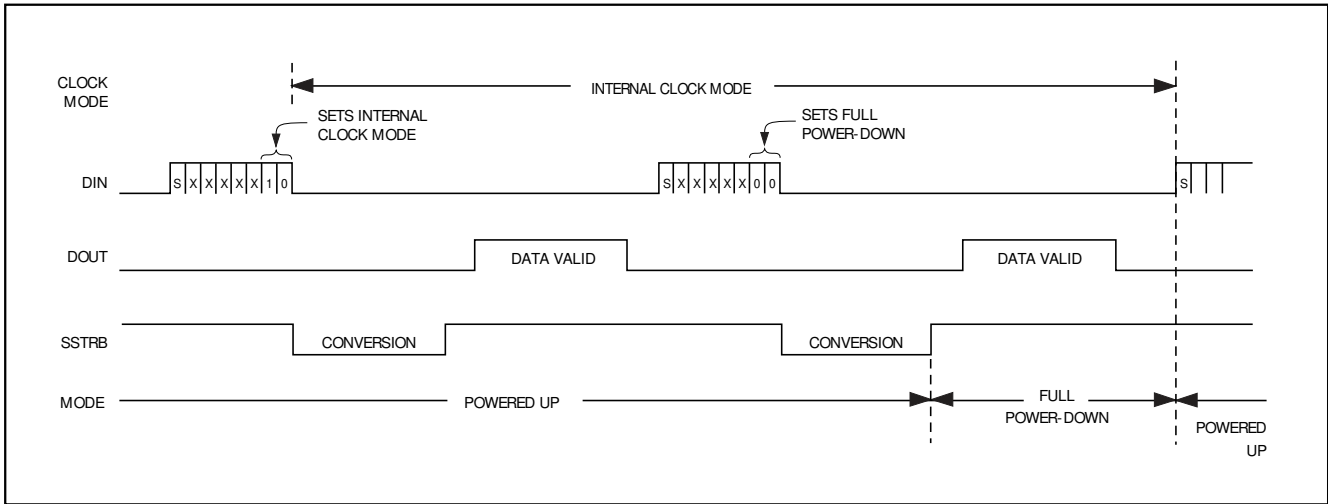 CLOCK
MODE
INTERNAL CLOCK MODE
SETS INTERNAL
CLOCK MODE
SETS FULL
POWER-DOWN
DIN
S X X X X X 1 0
S X X X X X 0 0
S
DOUT
DATA VALID
DATA VALID
SSTRB
CONVERSION
CONVERSION
MODE
POWERED UP
FULL
POWER-DOWN
POWERED
UP